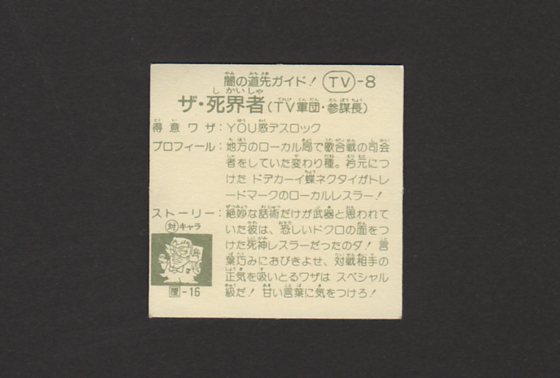 闇の道先ガイド! TV-8
ザ・死界者(TV軍団・参謀長)
得意ワザ:YOU惑デスロック
プロフィール:地方のローカル局で歌合戦の司会
者をしていた変わり種。衿元につ
けた ドデカーイ蝶ネクタイがトレ
ードマークのローカルレスラー!
ストーリー:絶妙な話術だけが武器と思われて
対キャラ
いた彼は、恐しいドクロの面をつ
けた死神レスラーだったのダ! 言
葉巧みにおびきよせ、対戦相手の
正気を吸いとるワザは スペシャル
級だ! 甘い言葉に気をつけろ!
-16